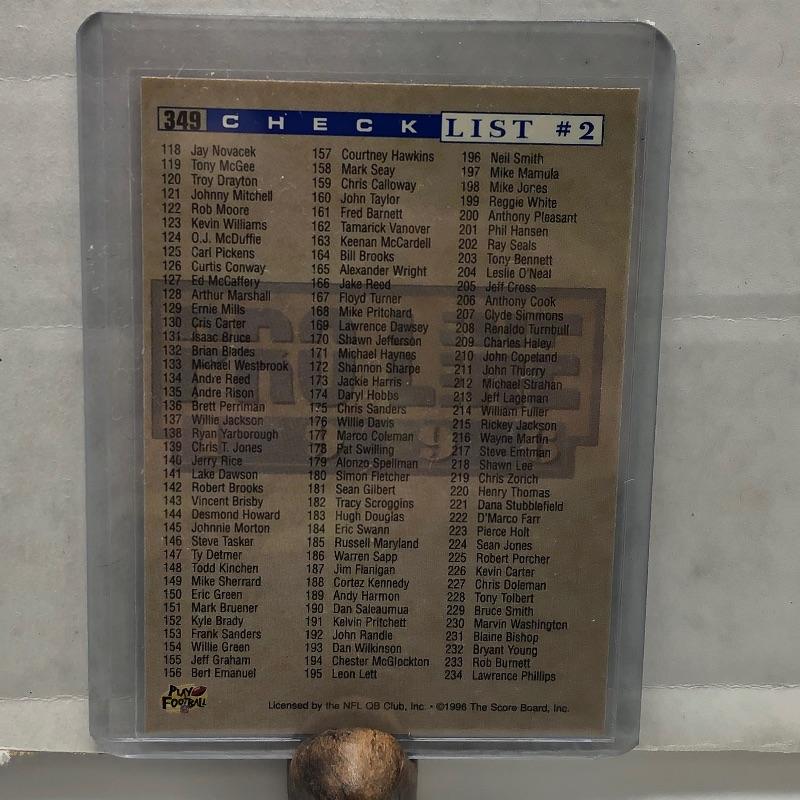 349 CHECK LIST #2
118 Jay Novacek
119 Tony McGee
120 Troy Drayton
121 Johnny Mitchell
122 Rob Moore
123 Kevin Williams
124 O.J. McDuffie
125 Carl Pickens
126 Curtis Conway
127 Ed McCaffery
128 Arthur Marshall
129 Ernie Mills
130 Cris Carter
131 Isaac Bruce
132 Brian Blades
133 Michael Westbrook
134 Andre Reed
135 Andre Rison
136 Brett Perriman
137 Willie Jackson
138 Ryan Yarborough
139 Chris T. Jones
140 Jerry Rice
141 Lake Dawson
142 Robert Brooks
143 Vincent Brisby
144 Desmond Howard
145 Johnnie Morton
146 Steve Tasker
147 Ty Detmer
148 Todd Kinchen
149 Mike Sherrard
150 Eric Green
151 Mark Bruener
152 Kyle Brady
153 Frank Sanders
154 Willie Green
155 Jeff Graham
156 Bert Emanuel
157 Courtney Hawkins
158 Mark Seay
159 Chris Calloway
160 John Taylor
161 Fred Barnett
162 Tamarick Vanover
163 Keenan McCardell
164 Bill Brooks
165 Alexander Wright
166 Jake Reed
167 Floyd Turner
168 Mike Pritchard
169 Lawrence Dawsey
170 Shawn Jefferson
171 Michael Haynes
172 Shannon Sharpe
173 Jackie Harris
174 Daryl Hobbs
175 Chris Sanders
176 Willie Davis
177 Marco Coleman
178 Pat Swilling
179 Alonzo Spellman
180 Simon Fletcher
181 Sean Gilbert
182 Tracy Scroggins
183 Hugh Douglas
184 Eric Swann
185 Russell Maryland
186 Warren Sapp
187 Jim Flanigan
188 Cortez Kennedy
189 Andy Harmon
190 Dan Saleaumua
191 Kelvin Pritchett
192 John Randle
193 Dan Wilkinson
194 Chester McGlockton
195 Leon Lett
196 Neil Smith
197 Mike Mamula
198 Mike Jones
199 Reggie White
200 Anthony Pleasant
201 Phil Hansen
202 Ray Seals
203 Tony Bennett
204 Leslie O'Neal
205 Jeff Cross
206 Anthony Cook
207 Clyde Simmons
208 Renaldo Turnbull
209 Charles Haley
210 John Copeland
211 John Thierry
212 Michael Strahan
213 Jeff Lageman
214 William Fuller
215 Rickey Jackson
216 Wayne Martin
217 Steve Emtman
218 Shawn Lee
219 Chris Zorich
220 Henry Thomas
221 Dana Stubblefield
222 D'Marco Farr
223 Pierce Holt
224 Sean Jones
225 Robert Porcher
226 Kevin Carter
227 Chris Doleman
228 Tony Tolbert
229 Bruce Smith
230 Marvin Washington
231 Blaine Bishop
232 Bryant Young
233 Rob Burnett
234 Lawrence Phillips
PLAY
FOOTBALL
Licensed by the NFL QB Club, Inc. • ©1996 The Score Board, Inc.